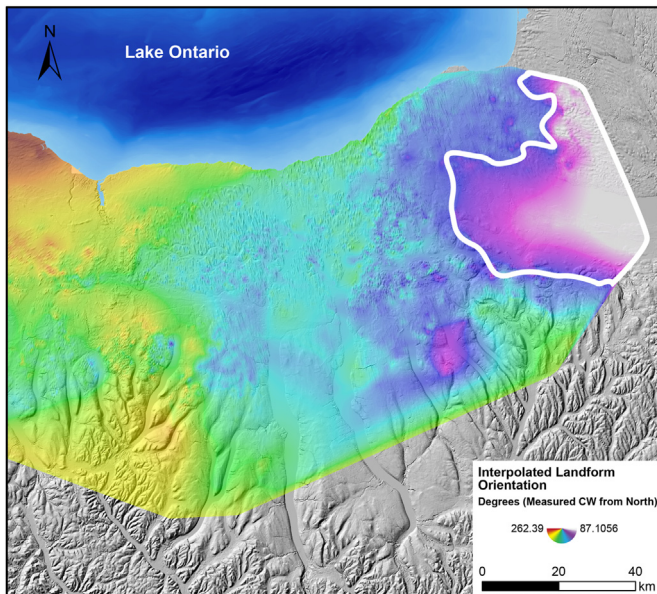 N
Lake Ontario
Interpolated Landform
Orientation
Degrees (Measured CW from North)
262.39 87.1056
0 20 40
km